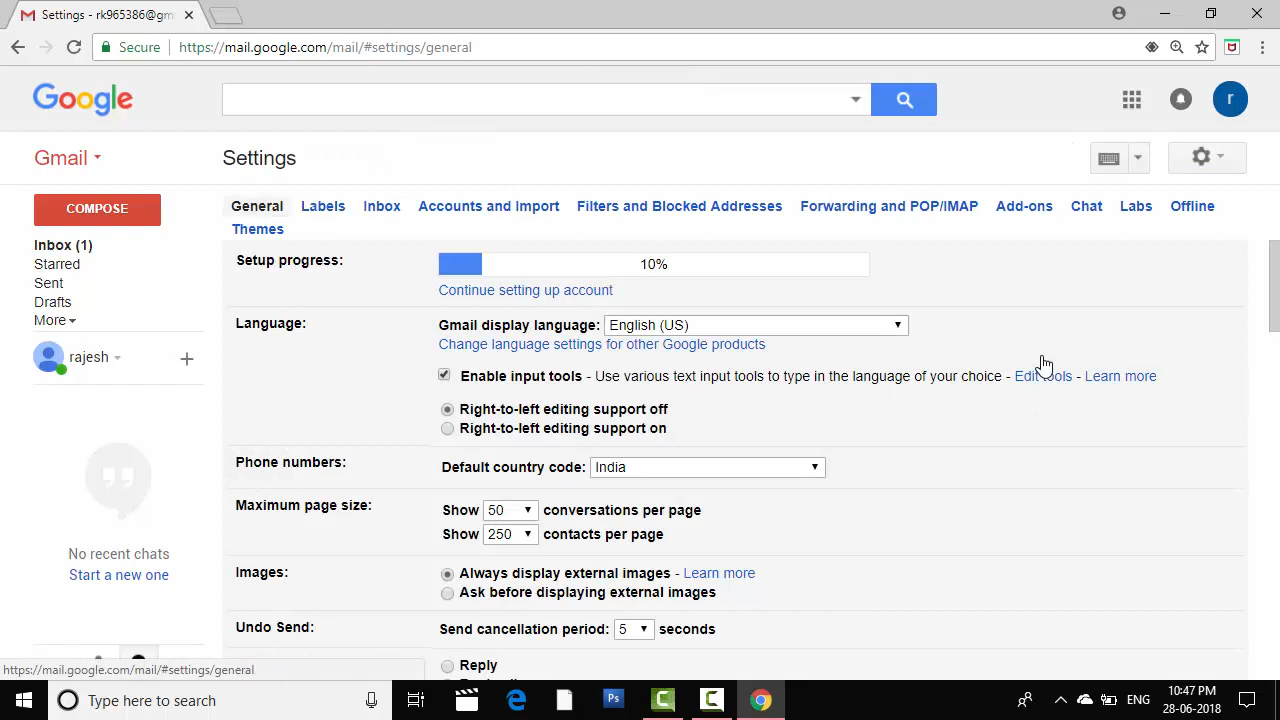 Settings - rk965386@gm
Secure
https://mail.google.com/mail/#settings/general
Google
r
Gmail
Settings
COMPOSE
General
Labels
Inbox
Accounts and Import
Filters and Blocked Addresses
Forwarding and POP/IMAP
Add-ons
Chat
Labs
Offline
Themes
Inbox (1)
Starred
Sent
Drafts
More
rajesh
No recent chats
Start a new one
Setup progress:
10%
Continue setting up account
Language:
Gmail display language: English (US)
Change language settings for other Google products
Enable input tools - Use various text input tools to type in the language of your choice - Edit tools - Learn more
Right-to-left editing support off
Right-to-left editing support on
Phone numbers:
Default country code: India
Maximum page size:
Show 50 conversations per page
Show 250 contacts per page
Images:
Always display external images - Learn more
Ask before displaying external images
Undo Send:
Send cancellation period: 5 seconds
Reply
https://mail.google.com/mail/#settings/general
Type here to search
Ps
ENG
10:47 PM
28-06-2018